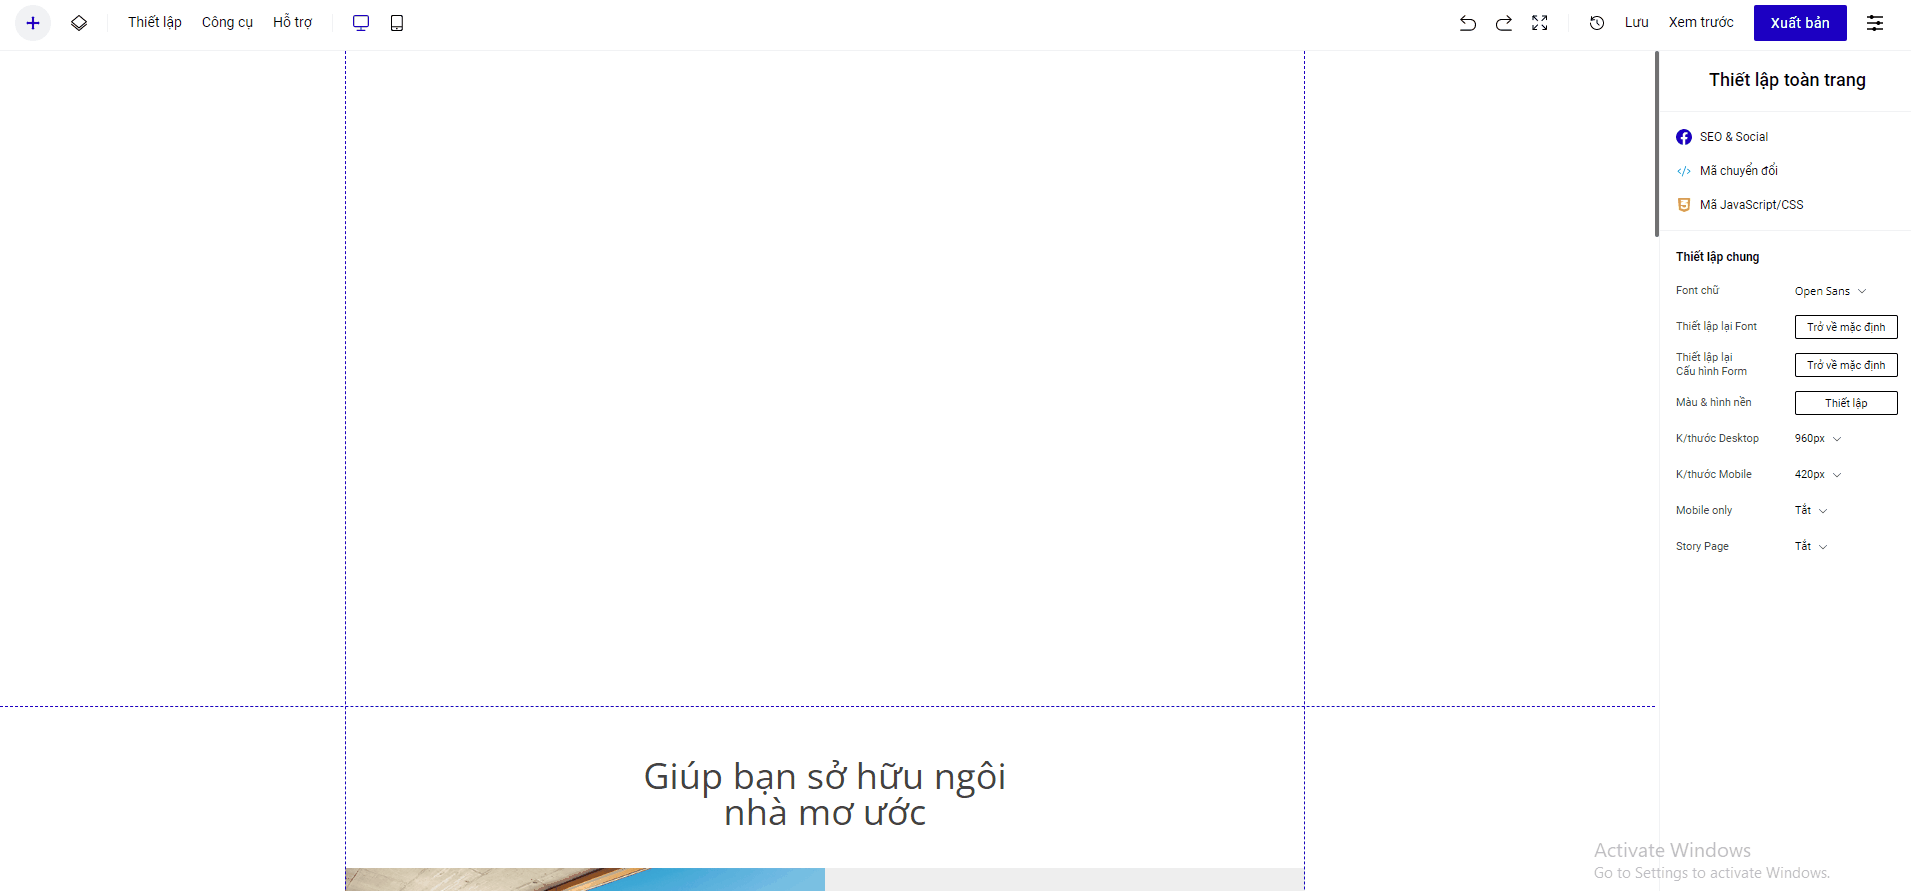 Thiết lập
Công cụ
Hỗ trợ
Lưu
Xem trước
Xuất bản
Thiết lập toàn trang
SEO & Social
Mã chuyển đổi
Mã JavaScript/CSS
Thiết lập chung
Font chữ
Open Sans
Thiết lập lại Font
Trở về mặc định
Thiết lập lại
Cấu hình Form
Trở về mặc định
Màu & hình nền
Thiết lập
K/thước Desktop
960px
K/thước Mobile
420px
Mobile only
Tắt
Story Page
Tắt
Giúp bạn sở hữu ngôi
nhà mơ ước
Activate Windows
Go to Settings to activate Windows.